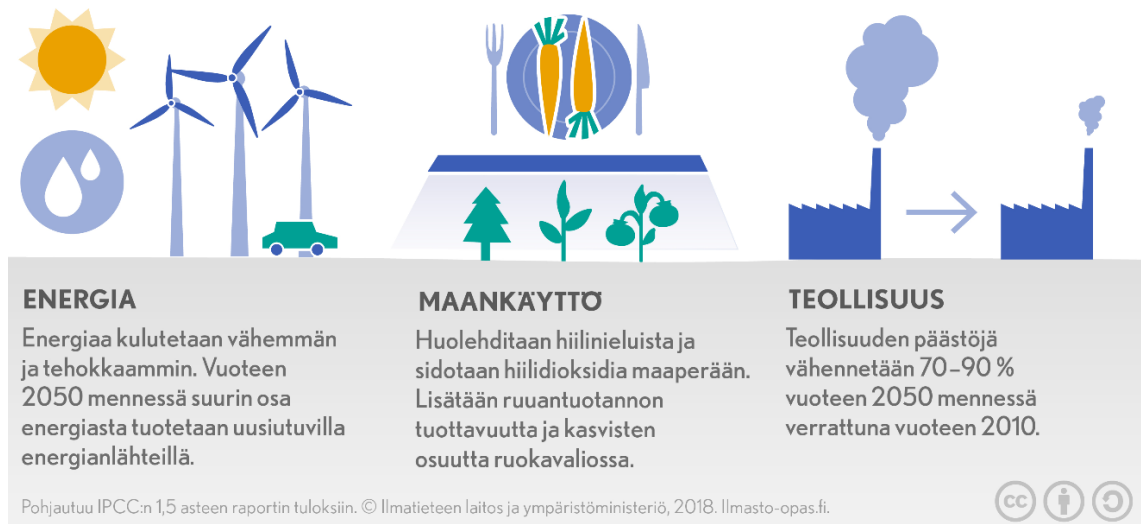 ENERGIA
Energiaa kulutetaan vähemmän
ja tehokkaammin. Vuoteen
2050 mennessä suurin osa
energiasta tuotetaan uusiutuvilla
energianlähteillä.
MAANKÄYTTÖ
Huolehditaan hiilinieluista ja
sidotaan hiilidioksidia maaperään.
Lisätään ruuantuotannon
tuottavuutta ja kasvisten
osuutta ruokavaliossa.
TEOLLISUUS
Teollisuuden päästöjä
vähennetään 70–90 %
vuoteen 2050 mennessä
verrattuna vuoteen 2010.
Pohjautuu IPCC:n 1,5 asteen raportin tuloksiin. © Ilmatieteen laitos ja ympäristöministeriö, 2018. Ilmasto-opas.fi.
cc